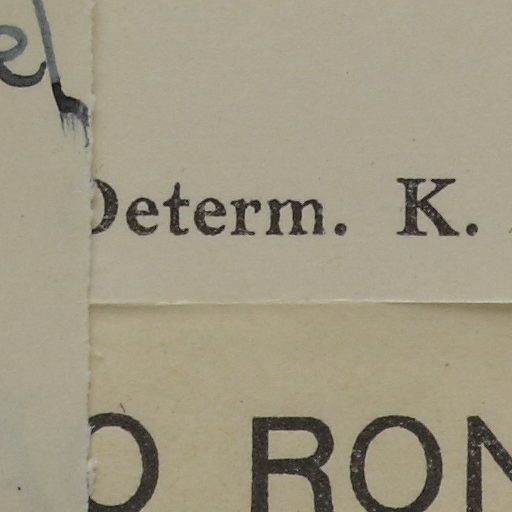 Determ. K.
O RON